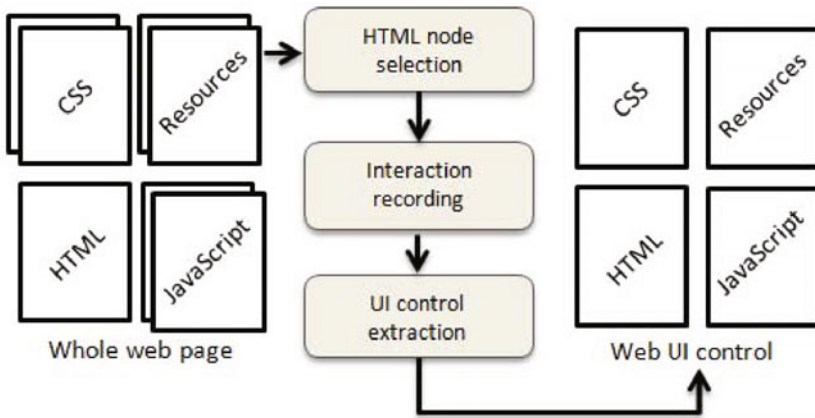 CSS
Resources
HTML
JavaScript
Whole web page
HTML node
selection
Interaction
recording
UI control
extraction
CSS
Resources
HTML
JavaScript
Web UI control